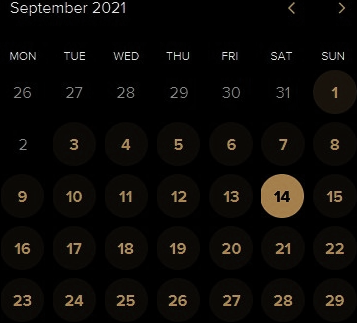 September 2021
MON TUE WED THU FRI SAT SUN
26 27 28 29 30 31 1
2 3 4 5 6 7 8
9 10 11 12 13 14 15
16 17 18 19 20 21 22
23 24 25 26 27 28 29